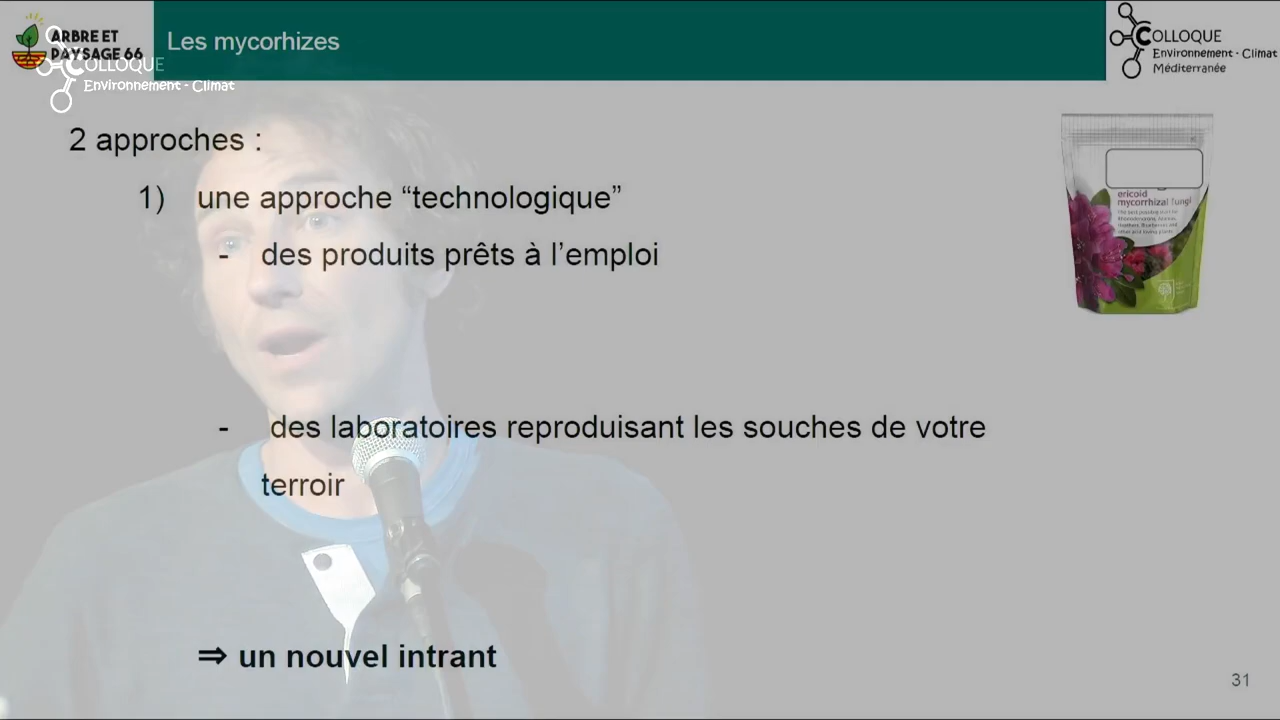 ARBRE ET
PAYSAGE 66
Les mycorhizes
COLLOQUE
Environnement - Climat
Méditerranée
COLLOQUE
Environnement - Climat
2 approches :
1) une approche “technologique”
- des produits prêts à l’emploi
ericoid
mycorrhizal fungi
- des laboratoires reproduisant les souches de votre
terroir
⇒ un nouvel intrant
31